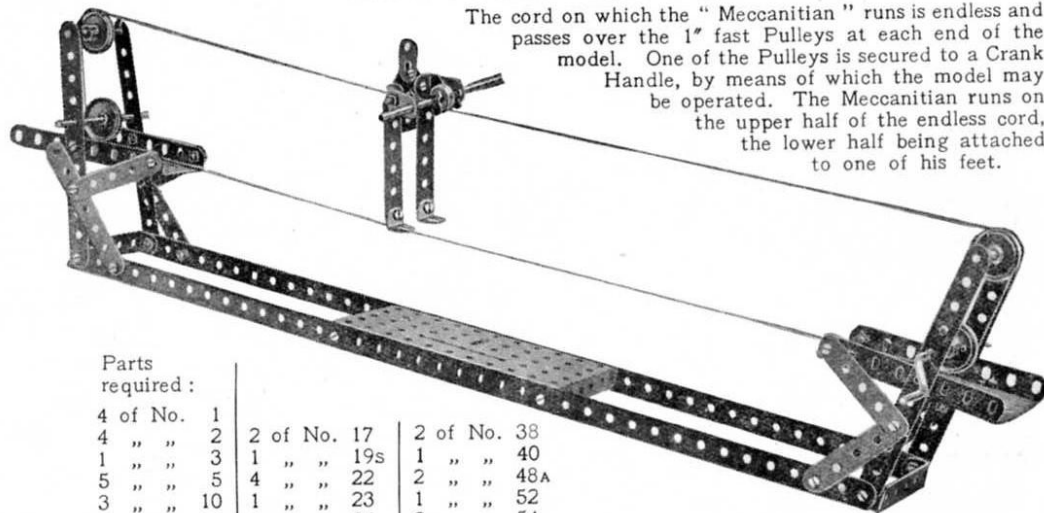 The cord on which the “ Meccanitian ” runs is endless and
passes over the 1″ fast Pulleys at each end of the
model. One of the Pulleys is secured to a Crank
Handle, by means of which the model may
be operated. The Meccanitian runs on
the upper half of the endless cord,
the lower half being attached
to one of his feet.
Parts
required :
4 of No. 1
4 „ „ 2
1 „ „ 3
5 „ „ 5
3 „ „ 10
2 of No. 17
1 „ „ 19s
4 „ „ 22
1 „ „ 23
2 of No. 38
1 „ „ 40
2 „ „ 48A
1 „ „ 52